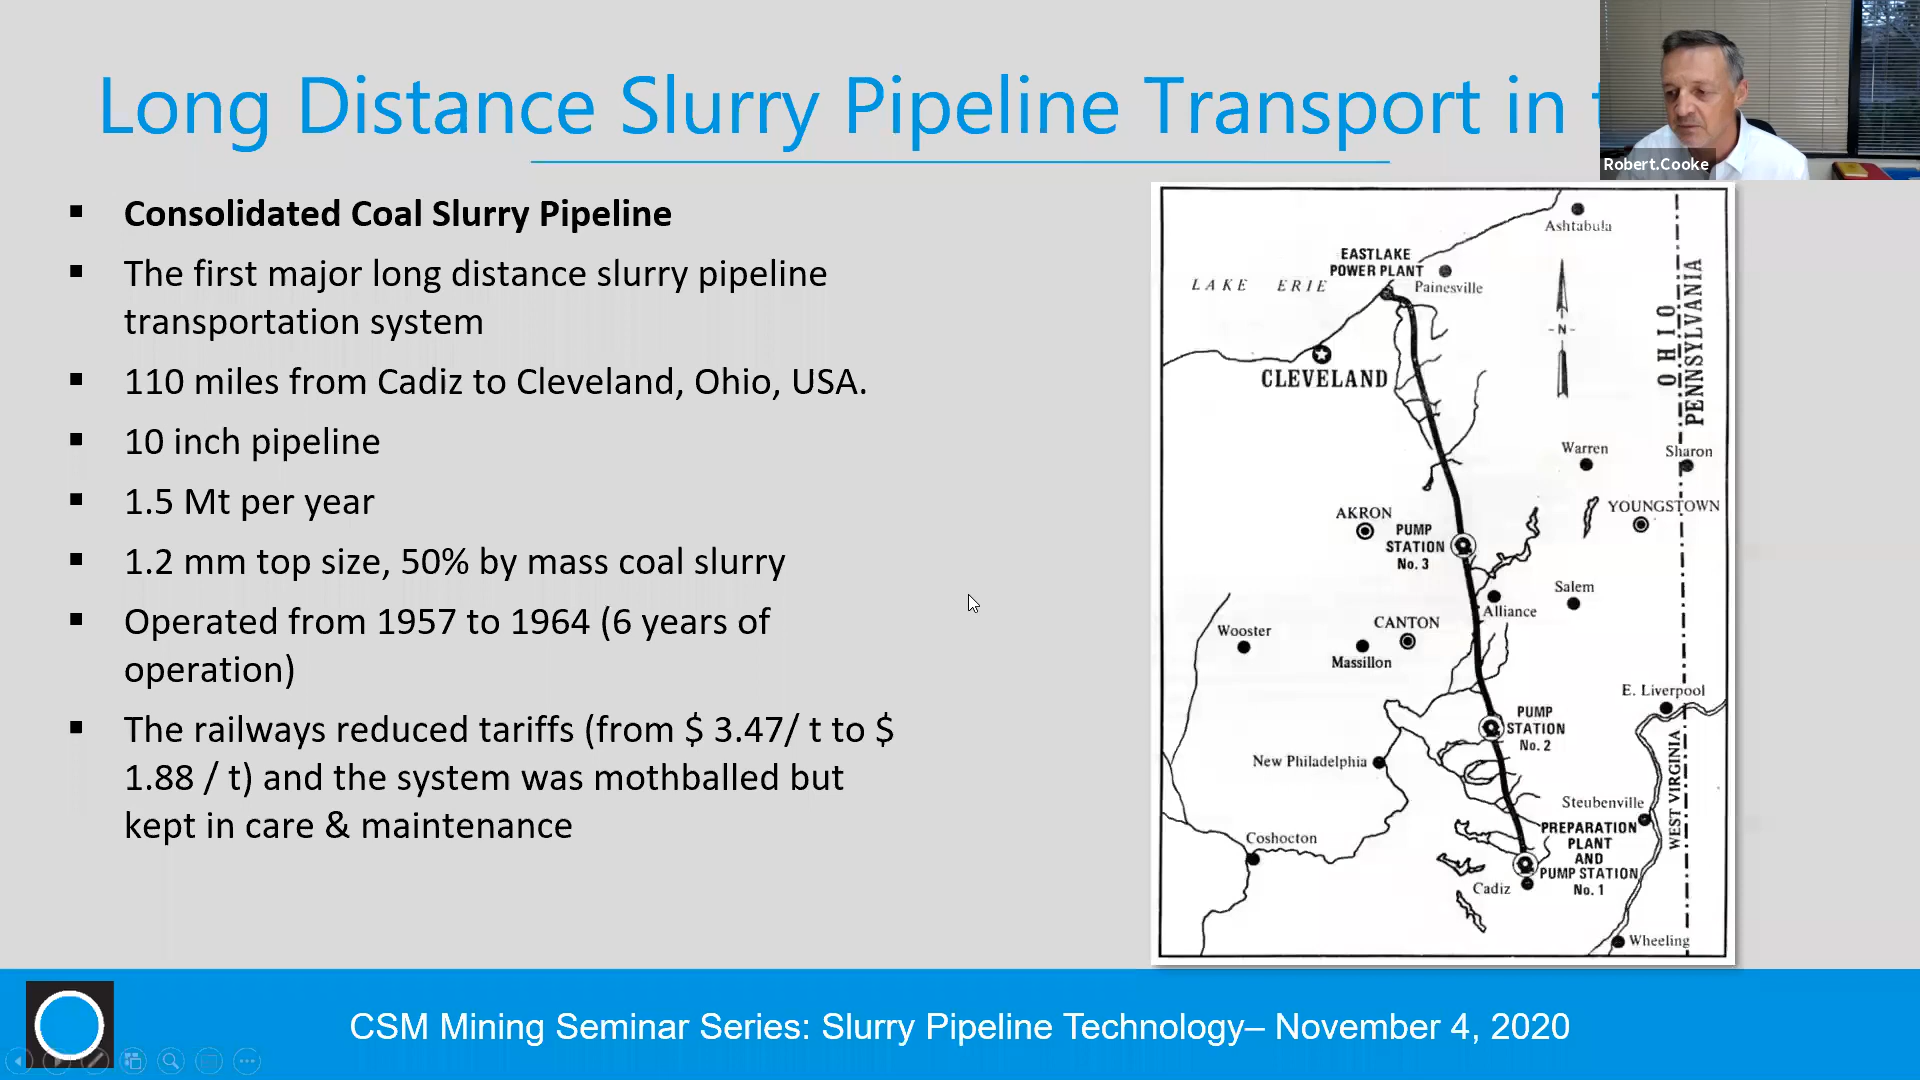 Long Distance Slurry Pipeline Transport in
Robert.Cooke
▪ Consolidated Coal Slurry Pipeline
▪ The first major long distance slurry pipeline
transportation system
▪ 110 miles from Cadiz to Cleveland, Ohio, USA.
▪ 10 inch pipeline
▪ 1.5 Mt per year
▪ 1.2 mm top size, 50% by mass coal slurry
▪ Operated from 1957 to 1964 (6 years of
operation)
▪ The railways reduced tariffs (from $ 3.47/ t to $
1.88 / t) and the system was mothballed but
kept in care & maintenance
Ashtabula
EASTLAKE
POWER PLANT
LAKE ERIE
Painesville
-N-
OHIO
PENNSYLVANIA
CLEVELAND
Warren
Sharon
AKRON
YOUNGSTOWN
PUMP
STATION
No. 3
Salem
Alliance
Wooster
CANTON
Massillon
E. Liverpool
PUMP
STATION
No. 2
New Philadelphia
WEST VIRGINIA
Steubenville
PREPARATION
PLANT
AND
PUMP STATION
No. 1
Coshocton
Cadiz
Wheeling
CSM Mining Seminar Series: Slurry Pipeline Technology– November 4, 2020